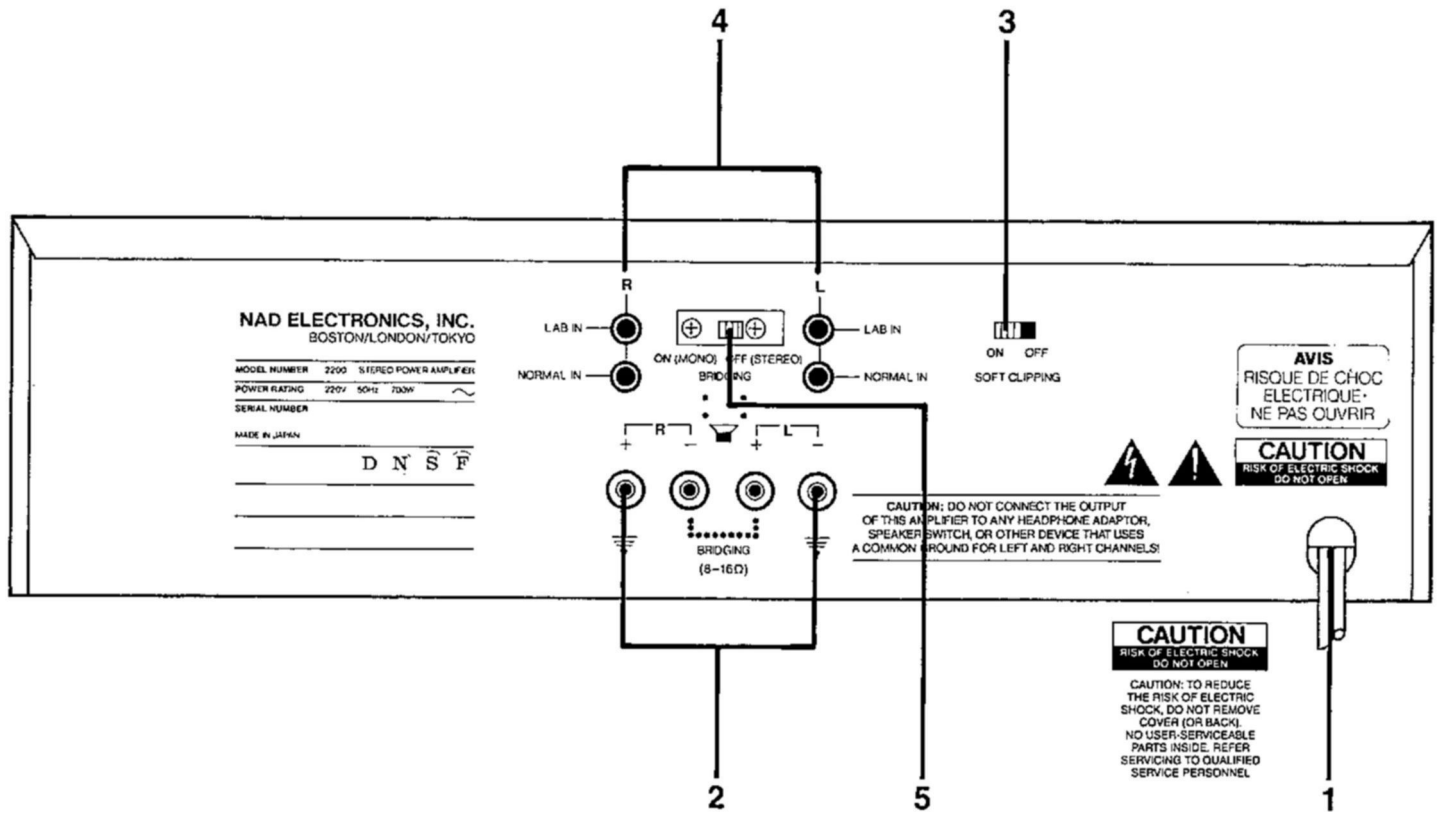 4
3
R
L
NAD ELECTRONICS, INC.
BOSTON/LONDON/TOKYO
MODEL NUMBER 2200 STEREO POWER AMPLIFIER
POWER RATING 220V 50Hz 700W ~
SERIAL NUMBER
MADE IN JAPAN
D N S F
LAB IN
NORMAL IN
ON (MONO) OFF (STEREO)
BRIDGING
LAB IN
NORMAL IN
ON OFF
SOFT CLIPPING
R
L
+ − + −
BRIDGING
(8–16Ω)
CAUTION: DO NOT CONNECT THE OUTPUT
OF THIS AMPLIFIER TO ANY HEADPHONE ADAPTOR,
SPEAKER SWITCH, OR OTHER DEVICE THAT USES
A COMMON GROUND FOR LEFT AND RIGHT CHANNELS!
AVIS
RISQUE DE CHOC
ELECTRIQUE·
NE PAS OUVRIR
CAUTION
RISK OF ELECTRIC SHOCK
DO NOT OPEN
CAUTION
RISK OF ELECTRIC SHOCK
DO NOT OPEN
CAUTION: TO REDUCE
THE RISK OF ELECTRIC
SHOCK, DO NOT REMOVE
COVER (OR BACK).
NO USER-SERVICEABLE
PARTS INSIDE. REFER
SERVICING TO QUALIFIED
SERVICE PERSONNEL
2
5
1